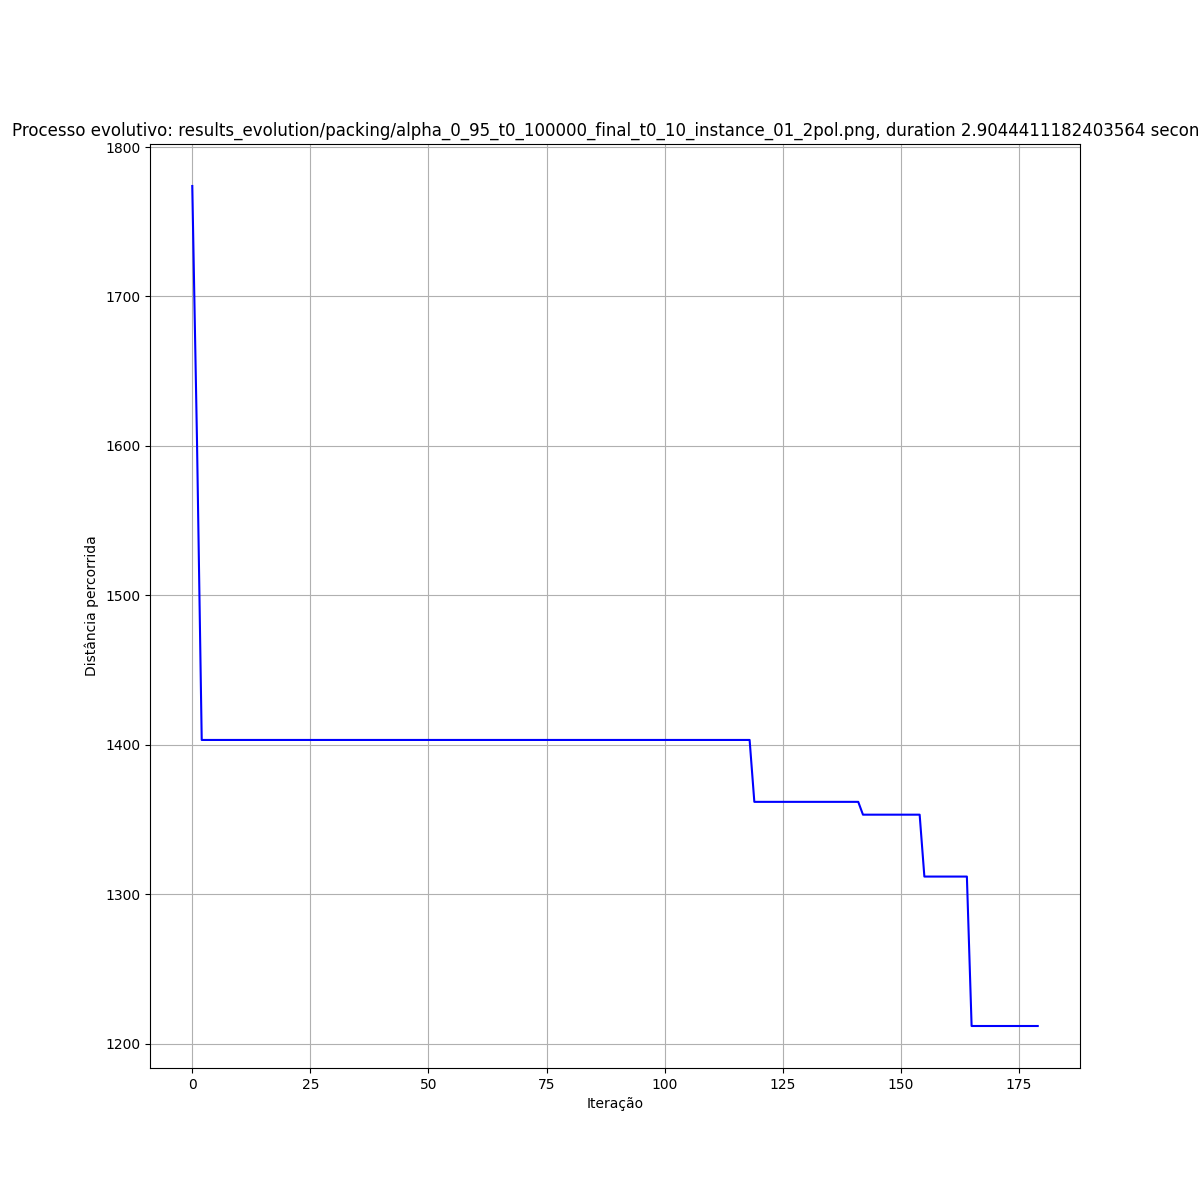 Processo evolutivo: results_evolution/packing/alpha_0_95_t0_100000_final_t0_10_instance_01_2pol.png, duration 2.9044411182403564 secon
1800
1700
1600
1500
1400
1300
1200
Distância percorrida
0 25 50 75 100 125 150 175
Iteração